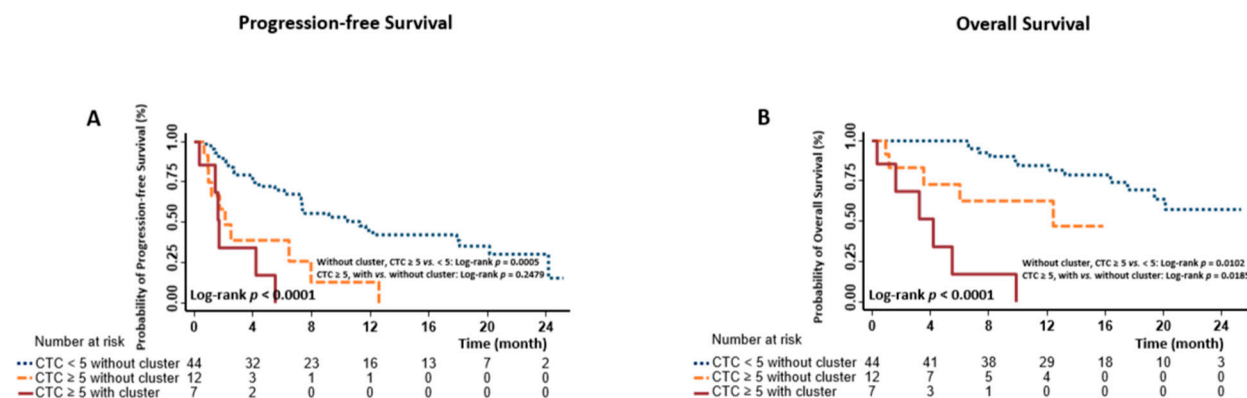 Progression-free Survival
Overall Survival
A
Probability of Progression-free Survival (%)
1.00
0.75
0.50
0.25
0.00
Without cluster, CTC ≥ 5 vs. < 5: Log-rank p = 0.0005
CTC ≥ 5, with vs. without cluster: Log-rank p = 0.2479
Log-rank p < 0.0001
0 4 8 12 16 20 24
Number at risk
Time (month)
CTC < 5 without cluster 44 32 23 16 13 7 2
CTC ≥ 5 without cluster 12 3 1 1 0 0 0
CTC ≥ 5 with cluster 7 2 0 0 0 0 0
B
Probability of Overall Survival (%)
1.00
0.75
0.50
0.25
0.00
Without cluster, CTC ≥ 5 vs. < 5: Log-rank p = 0.0102
CTC ≥ 5, with vs. without cluster: Log-rank p = 0.0185
Log-rank p < 0.0001
0 4 8 12 16 20 24
Number at risk
Time (month)
CTC < 5 without cluster 44 41 38 29 18 10 3
CTC ≥ 5 without cluster 12 7 5 4 0 0 0
CTC ≥ 5 with cluster 7 3 1 0 0 0 0